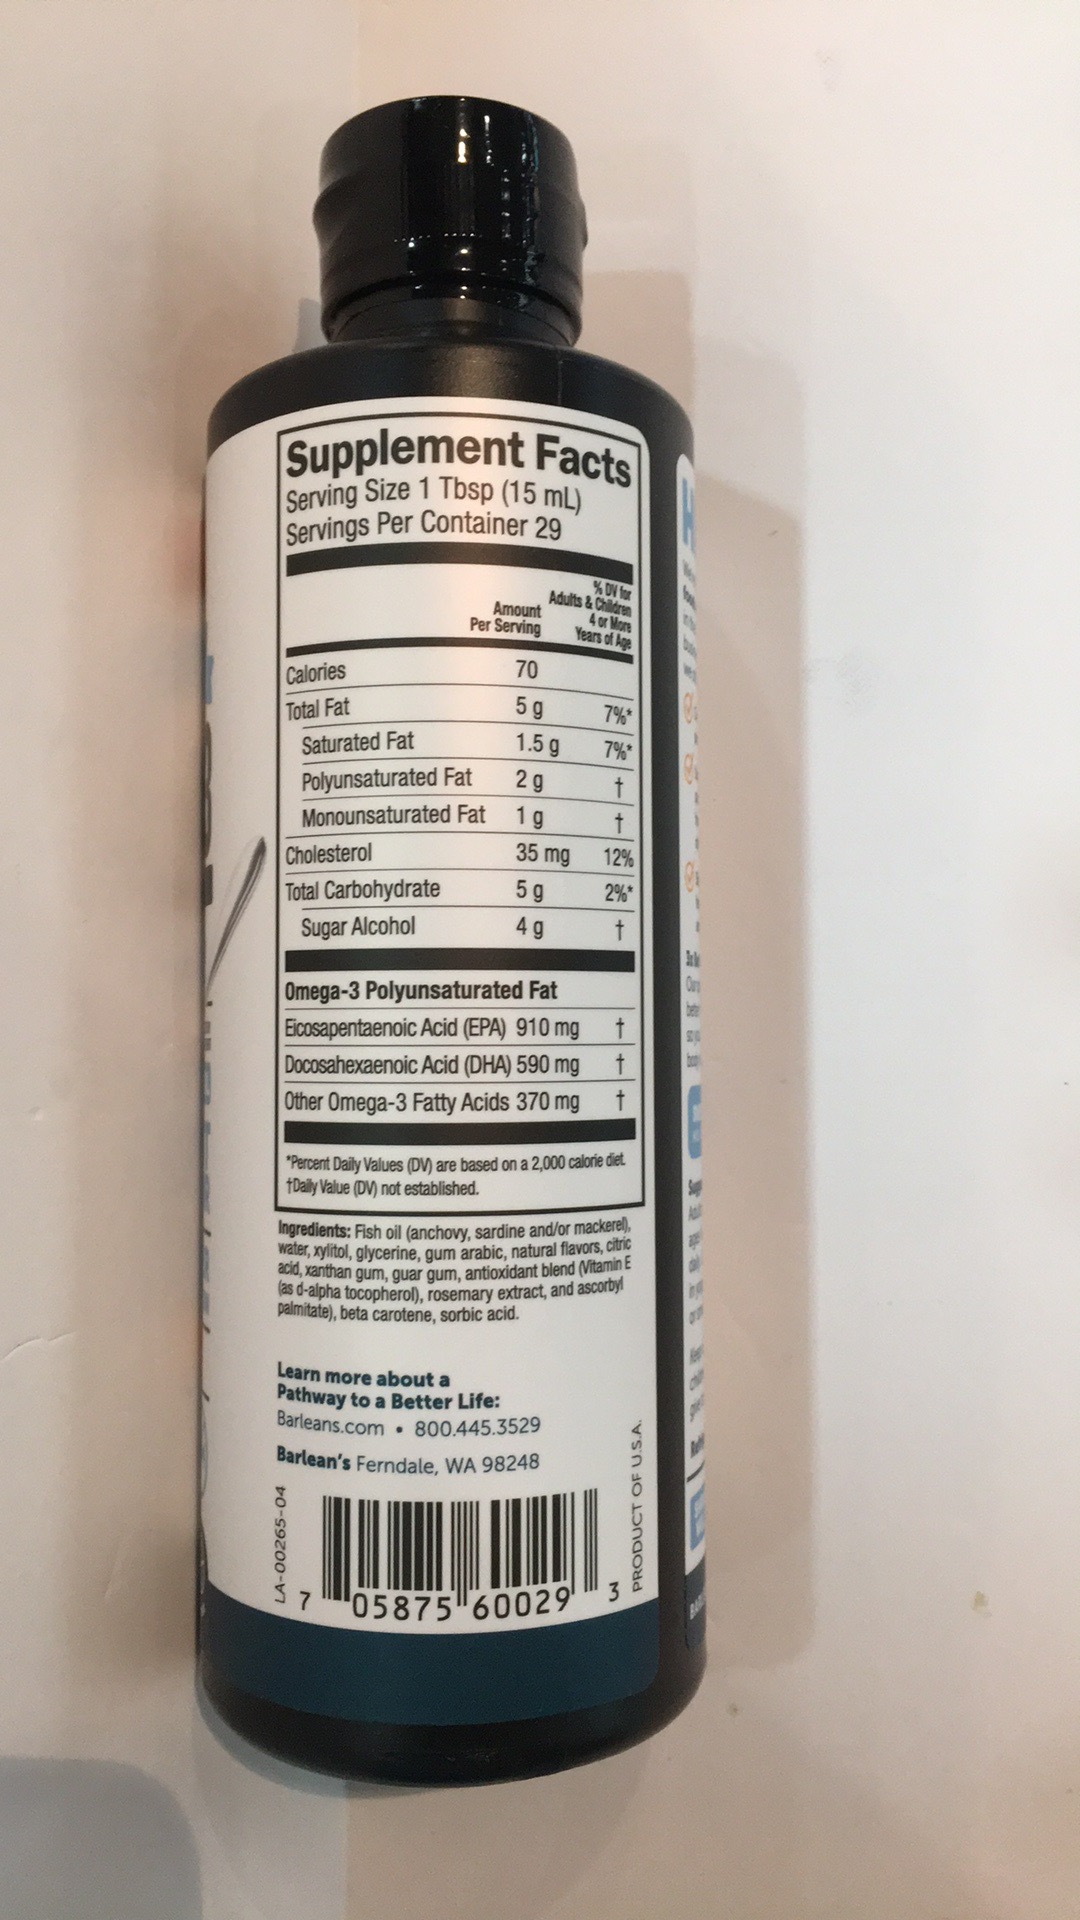 Supplement Facts
Serving Size 1 Tbsp (15 mL)
Servings Per Container 29
Amount Per Serving
% DV for Adults & Children 4 or More Years of Age
Calories 70
Total Fat 5 g 7%*
Saturated Fat 1.5 g 7%*
Polyunsaturated Fat 2 g †
Monounsaturated Fat 1 g †
Cholesterol 35 mg 12%
Total Carbohydrate 5 g 2%*
Sugar Alcohol 4 g †
Omega-3 Polyunsaturated Fat
Eicosapentaenoic Acid (EPA) 910 mg †
Docosahexaenoic Acid (DHA) 590 mg †
Other Omega-3 Fatty Acids 370 mg †
*Percent Daily Values (DV) are based on a 2,000 calorie diet.
†Daily Value (DV) not established.
Ingredients: Fish oil (anchovy, sardine and/or mackerel),
water, xylitol, glycerine, gum arabic, natural flavors, citric
acid, xanthan gum, guar gum, antioxidant blend (Vitamin E
(as d-alpha tocopherol), rosemary extract, and ascorbyl
palmitate), beta carotene, sorbic acid.
Learn more about a
Pathway to a Better Life:
Barleans.com • 800.445.3529
Barlean's Ferndale, WA 98248
LA-00265-04
PRODUCT OF U.S.A.
7 05875 60029 3